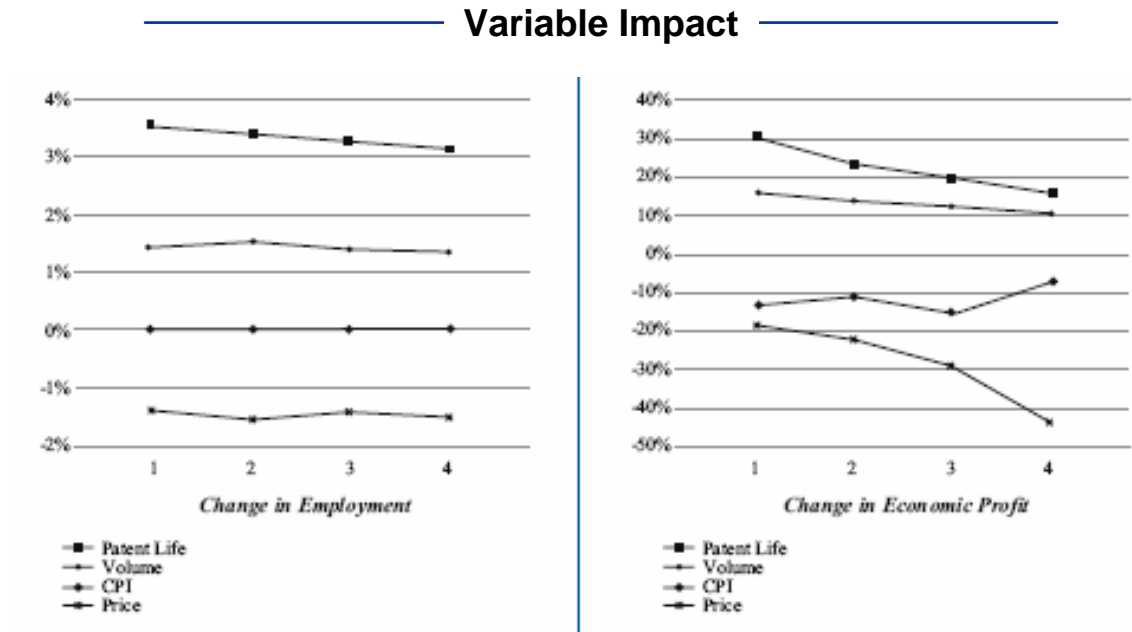 Variable Impact
4%
3%
2%
1%
0%
-1%
-2%
1 2 3 4
Change in Employment
Patent Life
Volume
CPI
Price
40%
30%
20%
10%
0%
-10%
-20%
-30%
-40%
-50%
1 2 3 4
Change in Economic Profit
Patent Life
Volume
CPI
Price